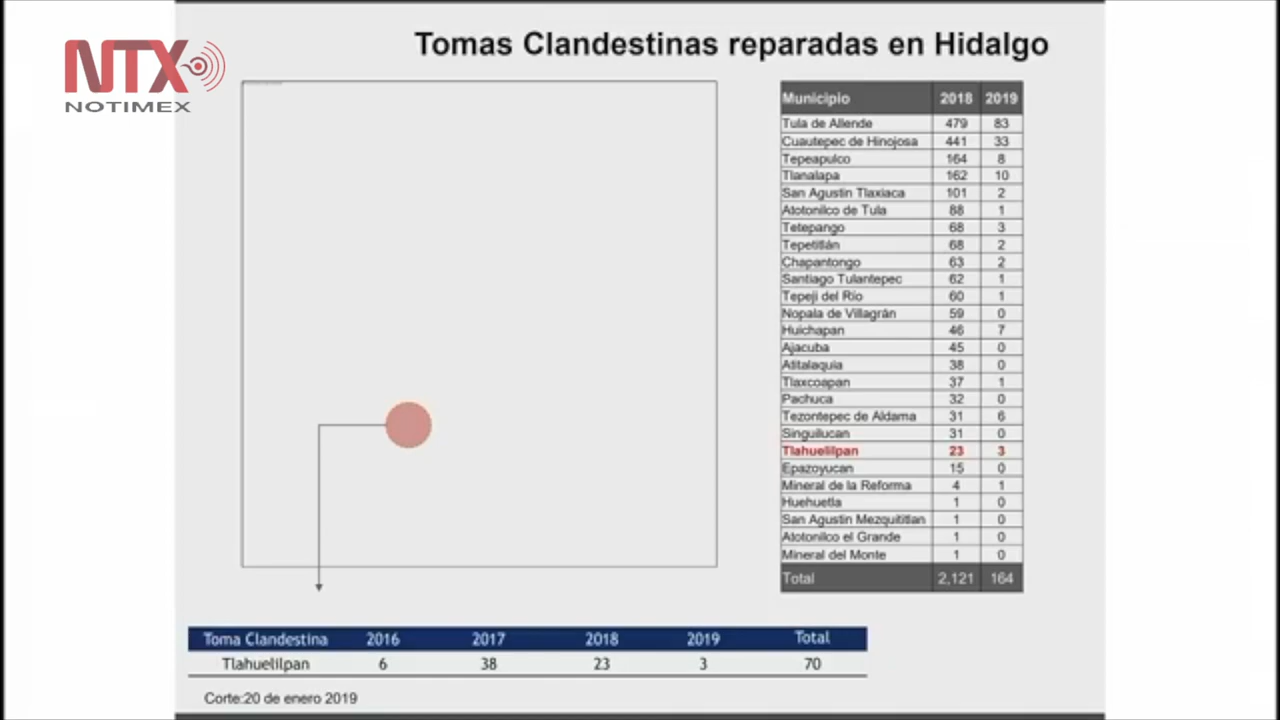 NTX
NOTIMEX
Tomas Clandestinas reparadas en Hidalgo
Municipio 2018 2019
Tula de Allende 479 83
Cuautepec de Hinojosa 441 33
Tepeapulco 164 8
Tlanalapa 162 10
San Agustin Tlaxiaca 101 2
Atotonilco de Tula 88 1
Tetepango 68 3
Tepetitlán 68 2
Chapantongo 63 2
Santiago Tulantepec 62 1
Tepeji del Río 60 1
Nopala de Villagrán 59 0
Huichapan 46 7
Ajacuba 45 0
Atitalaquia 38 0
Tlaxcoapan 37 1
Pachuca 32 0
Tezontepec de Aldama 31 6
Singuilucan 31 0
Tlahuelilpan 23 3
Epazoyucan 15 0
Mineral de la Reforma 4 1
Huehuetla 1 0
San Agustin Mezquititlan 1 0
Atotonilco el Grande 1 0
Mineral del Monte 1 0
Total 2,121 164
Toma Clandestina 2016 2017 2018 2019 Total
Tlahuelilpan 6 38 23 3 70
Corte:20 de enero 2019